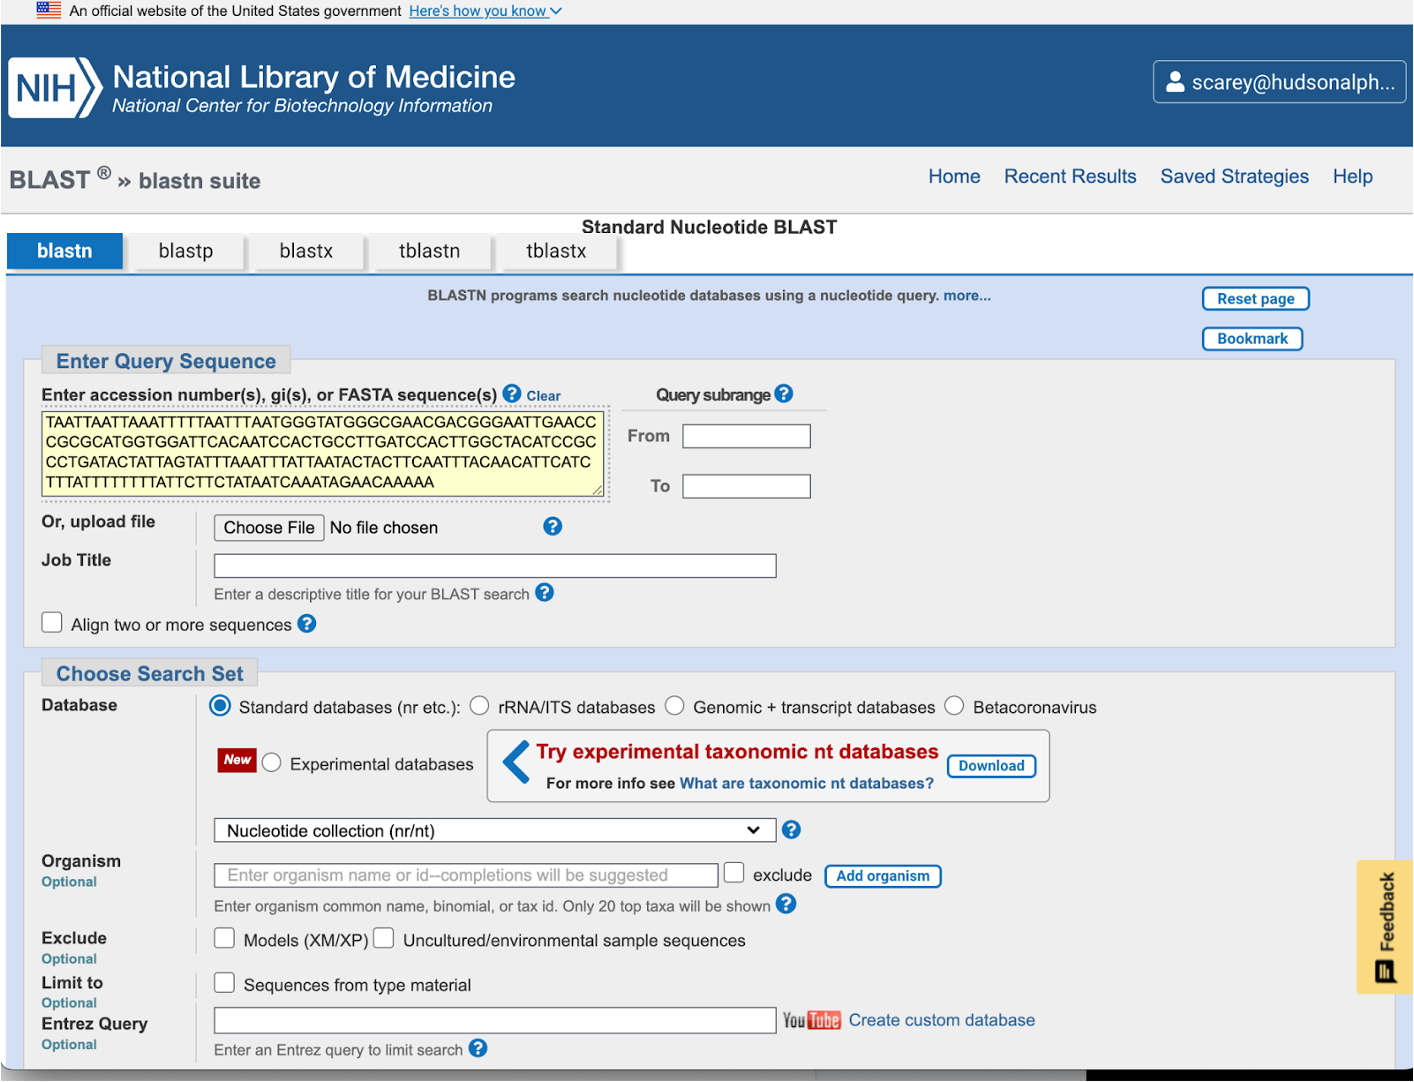 An official website of the United States government Here's how you know
NIH National Library of Medicine
National Center for Biotechnology Information
scarey@hudsonalph...
BLAST ® » blastn suite
Home Recent Results Saved Strategies Help
Standard Nucleotide BLAST
blastn blastp blastx tblastn tblastx
BLASTN programs search nucleotide databases using a nucleotide query. more...
Reset page
Bookmark
Enter Query Sequence
Enter accession number(s), gi(s), or FASTA sequence(s) ? Clear
Query subrange ?
TAATTAATTAAATTTTTAATTTAATGGGTATGGGCGAACGACGGGAATTGAACC
CGCGCATGGTGGATTCACAATCCACTGCCTTGATCCACTTGGCTACATCCGC
CCTGATACTATTAGTATTTAAATTTATTAATACTACTTCAATTTACAACATTCATC
TTTATTTTTTTTATTCTTCTATAATCAAATAGAACAAAAA
From
To
Or, upload file
Choose File No file chosen ?
Job Title
Enter a descriptive title for your BLAST search ?
Align two or more sequences ?
Choose Search Set
Database
Standard databases (nr etc.): rRNA/ITS databases Genomic + transcript databases Betacoronavirus
New Experimental databases
Try experimental taxonomic nt databases
For more info see What are taxonomic nt databases?
Download
Nucleotide collection (nr/nt) ?
Organism
Optional
Enter organism name or id--completions will be suggested
exclude Add organism
Enter organism common name, binomial, or tax id. Only 20 top taxa will be shown ?
Exclude
Optional
Models (XM/XP) Uncultured/environmental sample sequences
Limit to
Optional
Sequences from type material
Entrez Query
Optional
YouTube Create custom database
Enter an Entrez query to limit search ?
Feedback